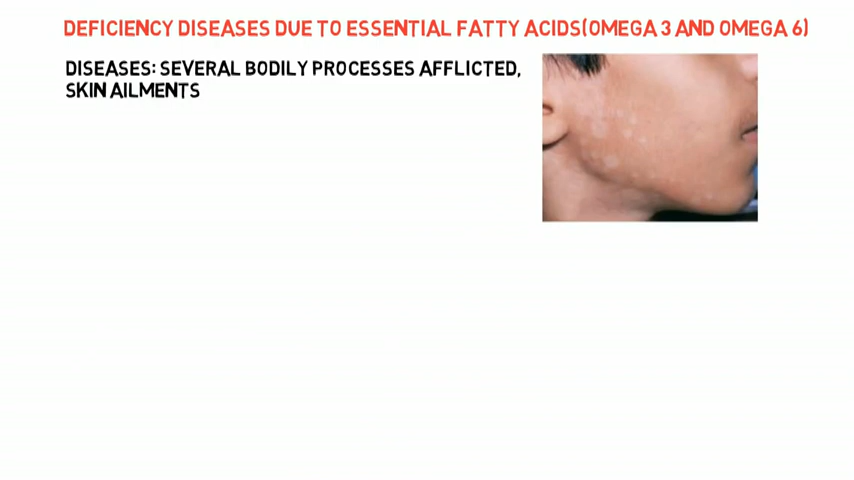 DEFICIENCY DISEASES DUE TO ESSENTIAL FATTY ACIDS(OMEGA 3 AND OMEGA 6)
DISEASES: SEVERAL BODILY PROCESSES AFFLICTED,
SKIN AILMENTS